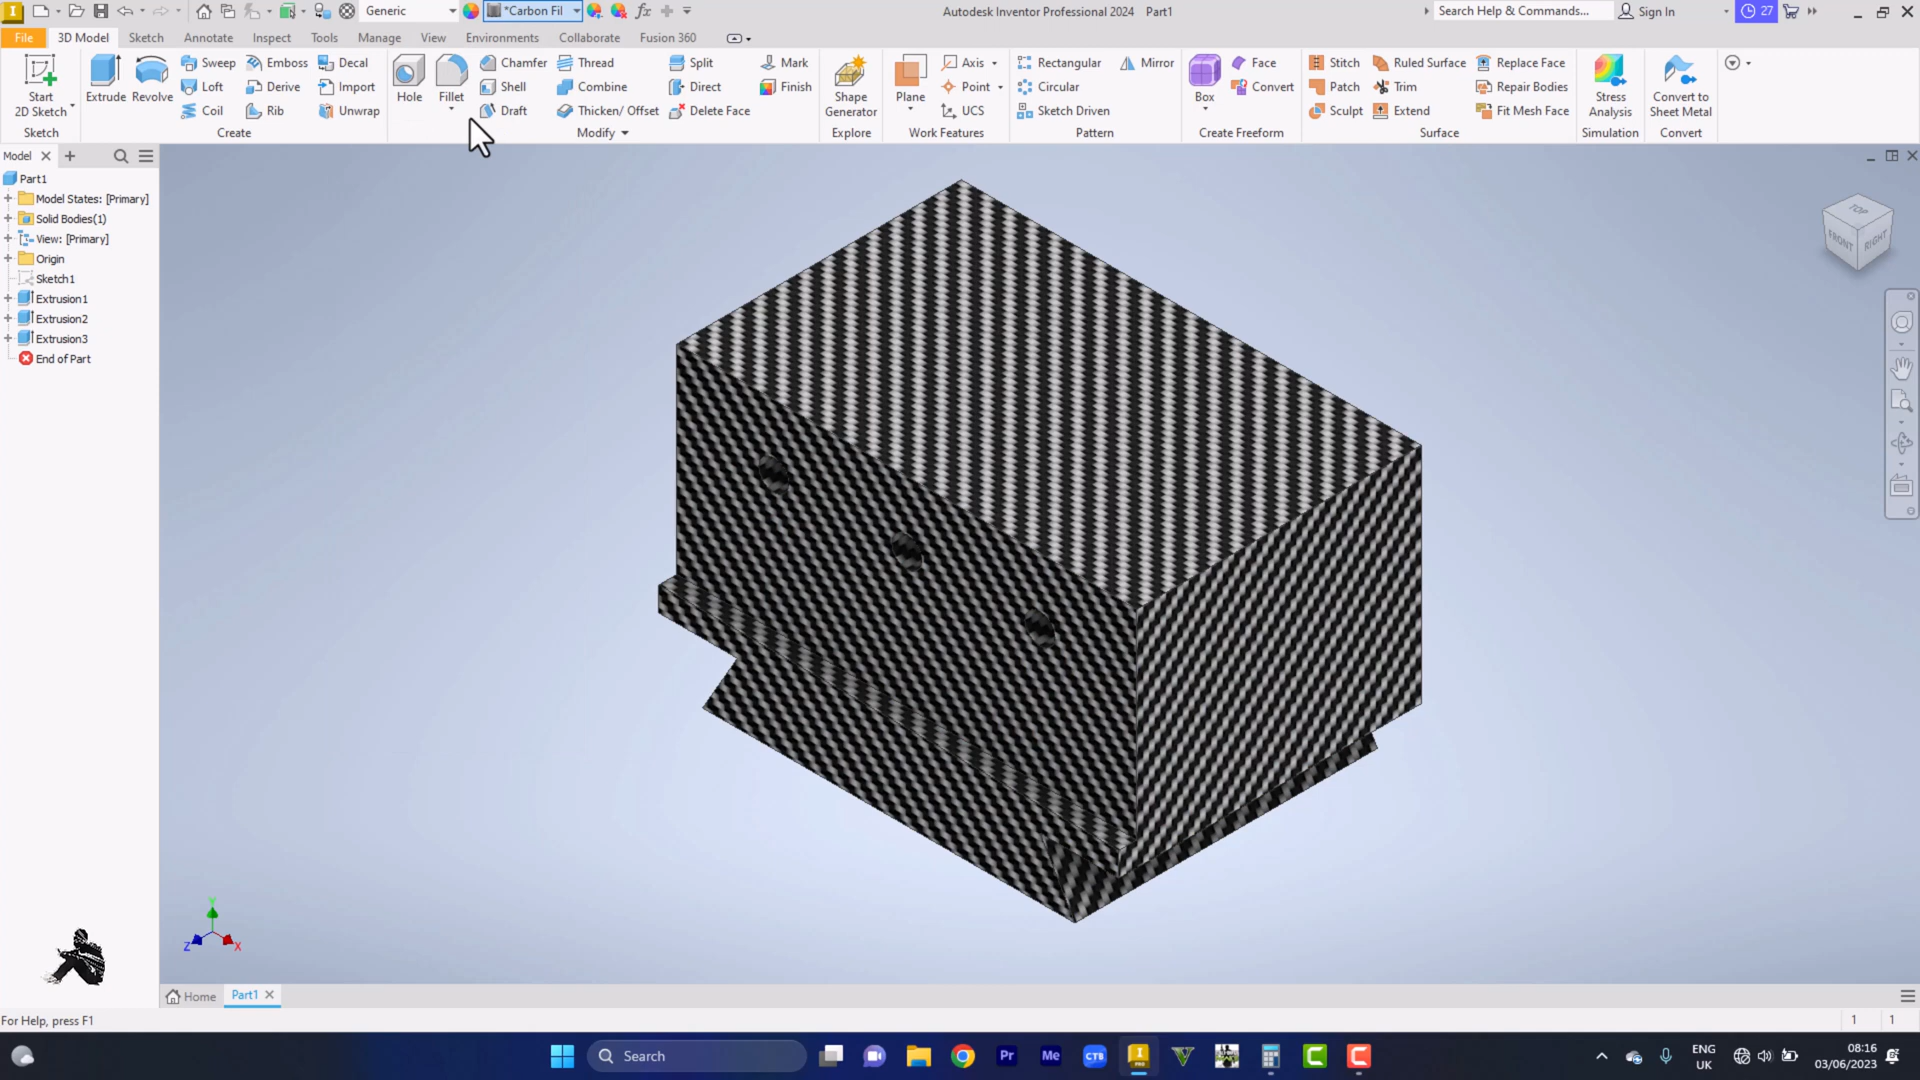 Generic
*Carbon Fil
Autodesk Inventor Professional 2024 Part1
Search Help & Commands...
Sign In
27
File
3D Model
Sketch
Annotate
Inspect
Tools
Manage
View
Environments
Collaborate
Fusion 360
Start
2D Sketch
Sketch
Extrude
Revolve
Sweep
Emboss
Decal
Loft
Derive
Import
Coil
Rib
Unwrap
Create
Hole
Fillet
Chamfer
Thread
Split
Mark
Shell
Combine
Direct
Finish
Draft
Thicken/ Offset
Delete Face
Modify
Shape
Generator
Explore
Plane
Axis
Point
UCS
Work Features
Rectangular
Mirror
Circular
Sketch Driven
Pattern
Box
Face
Convert
Create Freeform
Stitch
Ruled Surface
Replace Face
Patch
Trim
Repair Bodies
Sculpt
Extend
Fit Mesh Face
Surface
Stress
Analysis
Simulation
Convert to
Sheet Metal
Convert
Model
Part1
Model States: [Primary]
Solid Bodies(1)
View: [Primary]
Origin
Sketch1
Extrusion1
Extrusion2
Extrusion3
End of Part
TOP
FRONT
RIGHT
Y
Z
X
Home
Part1
For Help, press F1
1
1
Search
Pr
Me
CTB
I
PRO
ENG
UK
08:16
03/06/2023